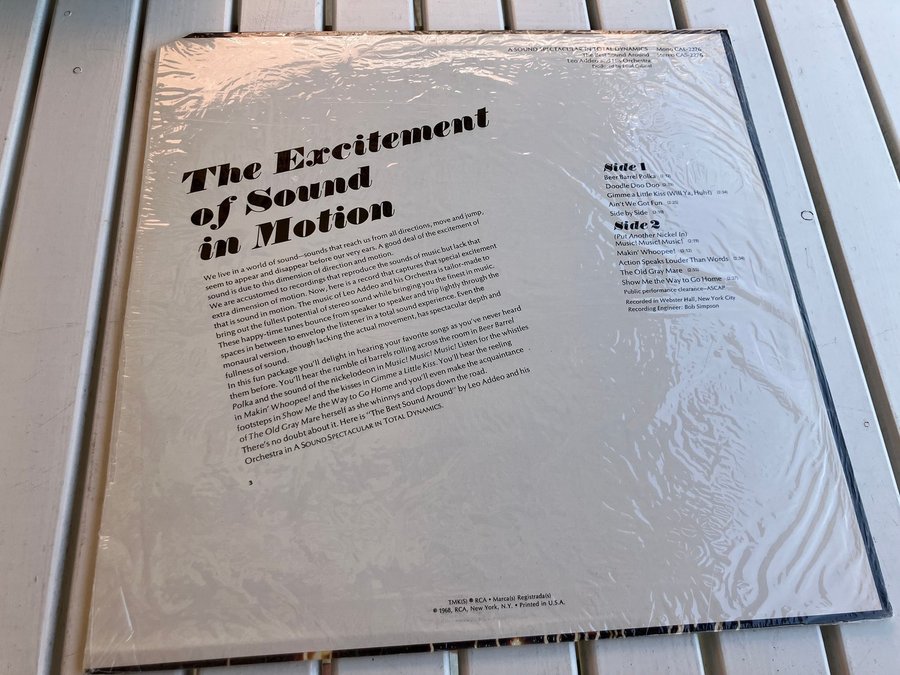 A SOUND SPECTACULAR IN TOTAL DYNAMICS Mono CAL-2276
The Best Sound Around Stereo CAS-2276
Leo Addeo and His Orchestra
Produced by Ethel Gabriel
The Excitement
of Sound
in Motion
We live in a world of sound—sounds that reach us from all directions, move and jump,
seem to appear and disappear before our very ears. A good deal of the excitement of
sound is due to this dimension of direction and motion.
We are accustomed to recordings that reproduce the sounds of music but lack that
extra dimension of motion. Now, here is a record that captures that special excitement
that is sound in motion. The music of Leo Addeo and his Orchestra is tailor-made to
bring out the fullest potential of stereo sound while bringing you the finest in music.
These happy-time tunes bounce from speaker to speaker and trip lightly through the
spaces in between to envelop the listener in a total sound experience. Even the
monaural version, though lacking the actual movement, has spectacular depth and
fullness of sound.
In this fun package you'll delight in hearing your favorite songs as you've never heard
them before. You'll hear the rumble of barrels rolling across the room in Beer Barrel
Polka and the sound of the nickelodeon in Music! Music! Music! Listen for the whistles
in Makin' Whoopee! and the kisses in Gimme a Little Kiss. You'll hear the reeling
footsteps in Show Me the Way to Go Home and you'll even make the acquaintance
of The Old Gray Mare herself as she whinnys and clops down the road.
There's no doubt about it. Here is "The Best Sound Around" by Leo Addeo and his
Orchestra in A SOUND SPECTACULAR IN TOTAL DYNAMICS.
3
Side 1
Beer Barrel Polka
Doodle Doo Doo
Gimme a Little Kiss (Will Ya, Huh?)
Ain't We Got Fun
Side by Side
Side 2
(Put Another Nickel In)
Music! Music! Music!
Makin' Whoopee!
Action Speaks Louder Than Words
The Old Gray Mare
Show Me the Way to Go Home
Public performance clearance—ASCAP
Recorded in Webster Hall, New York City
Recording Engineer: Bob Simpson
TMK(S) ® RCA • Marca(s) Registrada(s)
℗ 1968, RCA, New York, N.Y. • Printed in U.S.A.